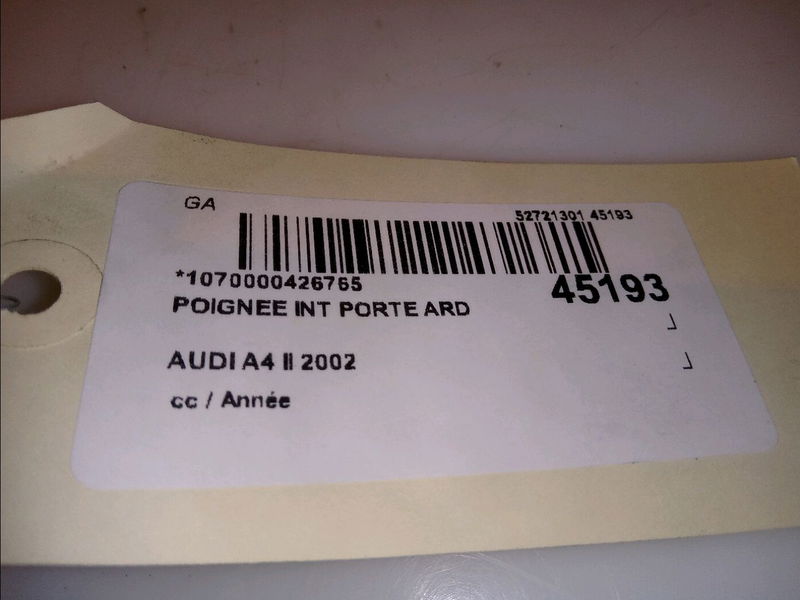 GA
52721301 45193
*1070000426765
45193
POIGNEE INT PORTE ARD
AUDI A4 II 2002
cc / Année